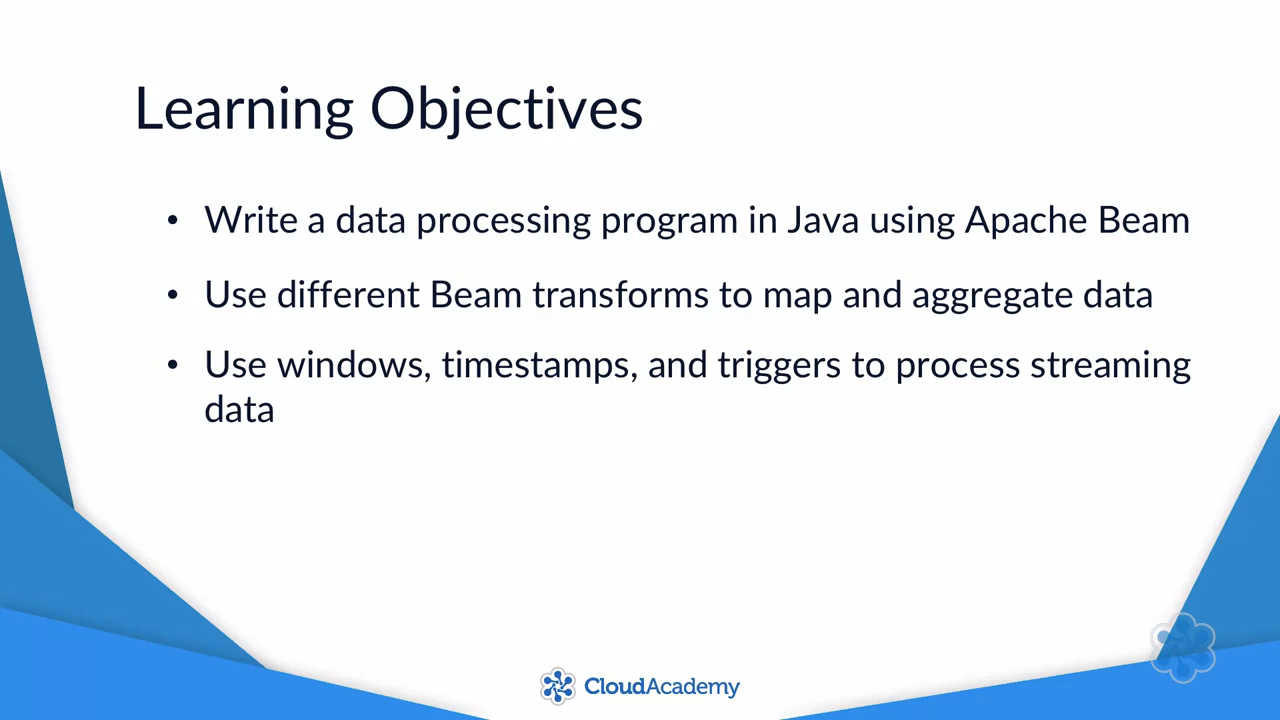 Learning Objectives
• Write a data processing program in Java using Apache Beam
• Use different Beam transforms to map and aggregate data
• Use windows, timestamps, and triggers to process streaming
data
CloudAcademy